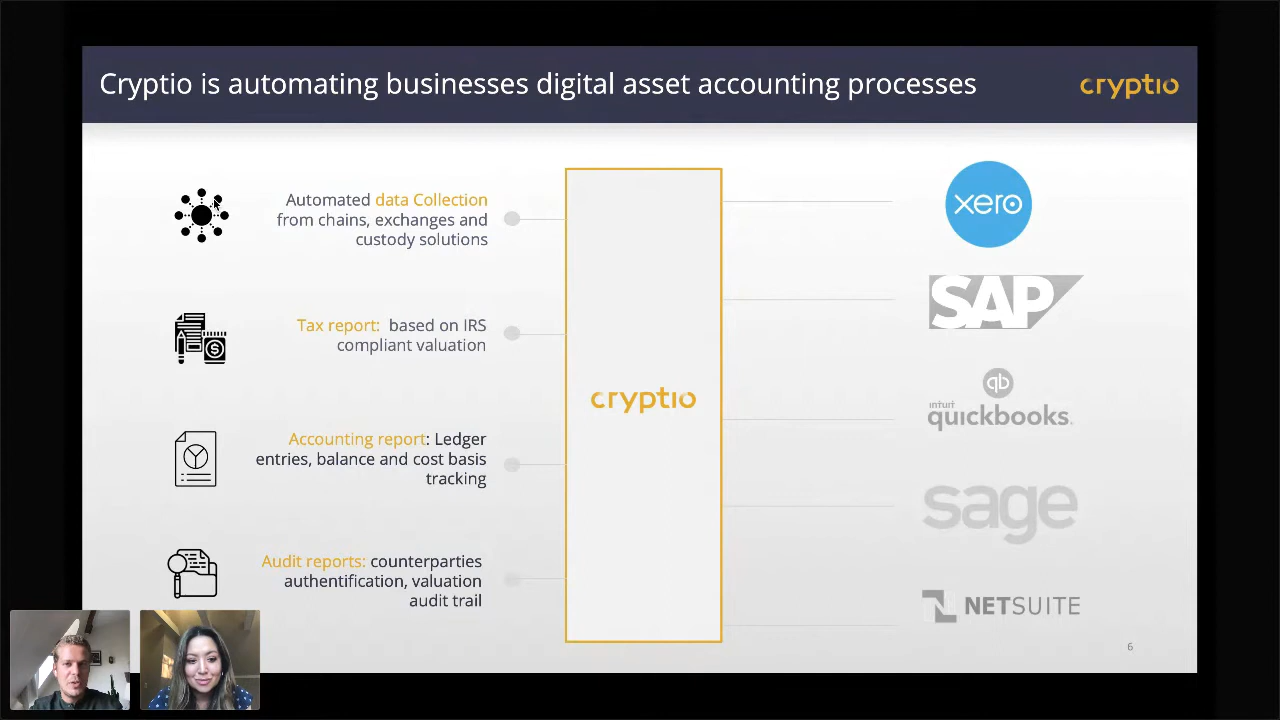 Cryptio is automating businesses digital asset accounting processes
cryptio
Automated data Collection
from chains, exchanges and
custody solutions
Tax report: based on IRS
compliant valuation
Accounting report: Ledger
entries, balance and cost basis
tracking
Audit reports: counterparties
authentification, valuation
audit trail
cryptio
xero
SAP
qb
intuit
quickbooks.
sage
NETSUITE
6